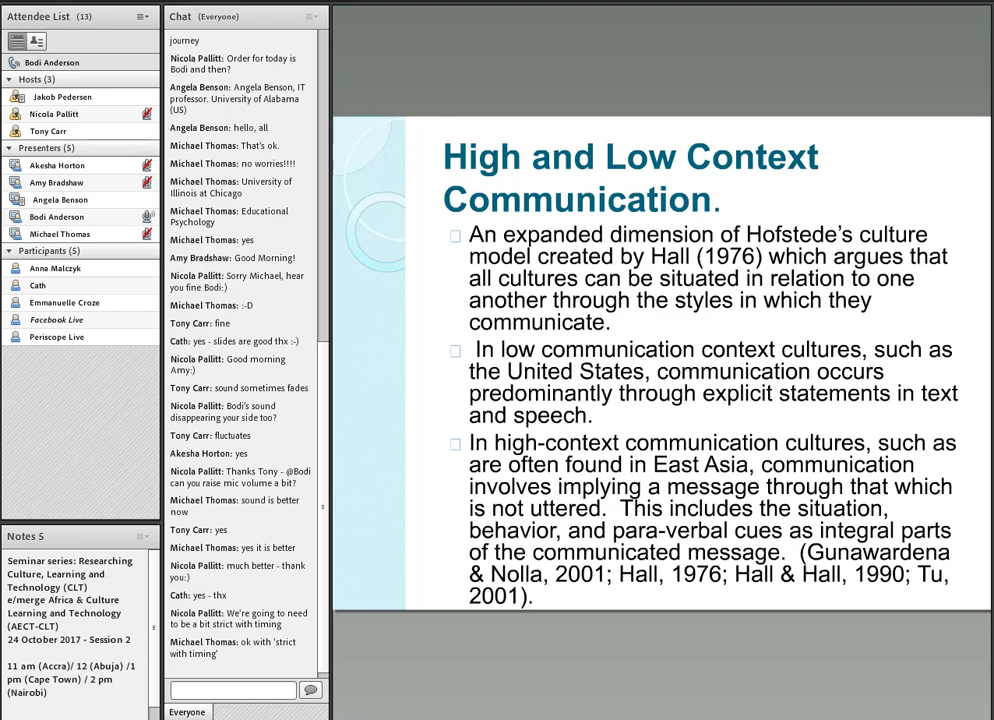 Attendee List (13)
Bodi Anderson
Hosts (3)
Jakob Pedersen
Nicola Pallitt
Tony Carr
Presenters (5)
Akesha Horton
Amy Bradshaw
Angela Benson
Bodi Anderson
Michael Thomas
Participants (5)
Anna Malczyk
Cath
Emmanuelle Croze
Facebook Live
Periscope Live
Notes 5
Seminar series: Researching
Culture, Learning and
Technology (CLT)
e/merge Africa & Culture
Learning and Technology
(AECT-CLT)
24 October 2017 - Session 2
11 am (Accra)/ 12 (Abuja) /1
pm (Cape Town) / 2 pm
(Nairobi)
Chat (Everyone)
journey
Nicola Pallitt: Order for today is
Bodi and then?
Angela Benson: Angela Benson, IT
professor. University of Alabama
(US)
Angela Benson: hello, all
Michael Thomas: That's ok.
Michael Thomas: no worries!!!!
Michael Thomas: University of
Illinois at Chicago
Michael Thomas: Educational
Psychology
Michael Thomas: yes
Amy Bradshaw: Good Morning!
Nicola Pallitt: Sorry Michael, hear
you fine Bodi:)
Michael Thomas: :-D
Tony Carr: fine
Cath: yes - slides are good thx :-)
Nicola Pallitt: Good morning
Amy:)
Tony Carr: sound sometimes fades
Nicola Pallitt: Bodi's sound
disappearing your side too?
Tony Carr: fluctuates
Akesha Horton: yes
Nicola Pallitt: Thanks Tony - @Bodi
can you raise mic volume a bit?
Michael Thomas: sound is better
now
Tony Carr: yes
Michael Thomas: yes it is better
Nicola Pallitt: much better - thank
you:)
Cath: yes - thx
Nicola Pallitt: We're going to need
to be a bit strict with timing
Michael Thomas: ok with 'strict
with timing'
Everyone
High and Low Context
Communication.
An expanded dimension of Hofstede's culture
model created by Hall (1976) which argues that
all cultures can be situated in relation to one
another through the styles in which they
communicate.
In low communication context cultures, such as
the United States, communication occurs
predominantly through explicit statements in text
and speech.
In high-context communication cultures, such as
are often found in East Asia, communication
involves implying a message through that which
is not uttered. This includes the situation,
behavior, and para-verbal cues as integral parts
of the communicated message. (Gunawardena
& Nolla, 2001; Hall, 1976; Hall & Hall, 1990; Tu,
2001).